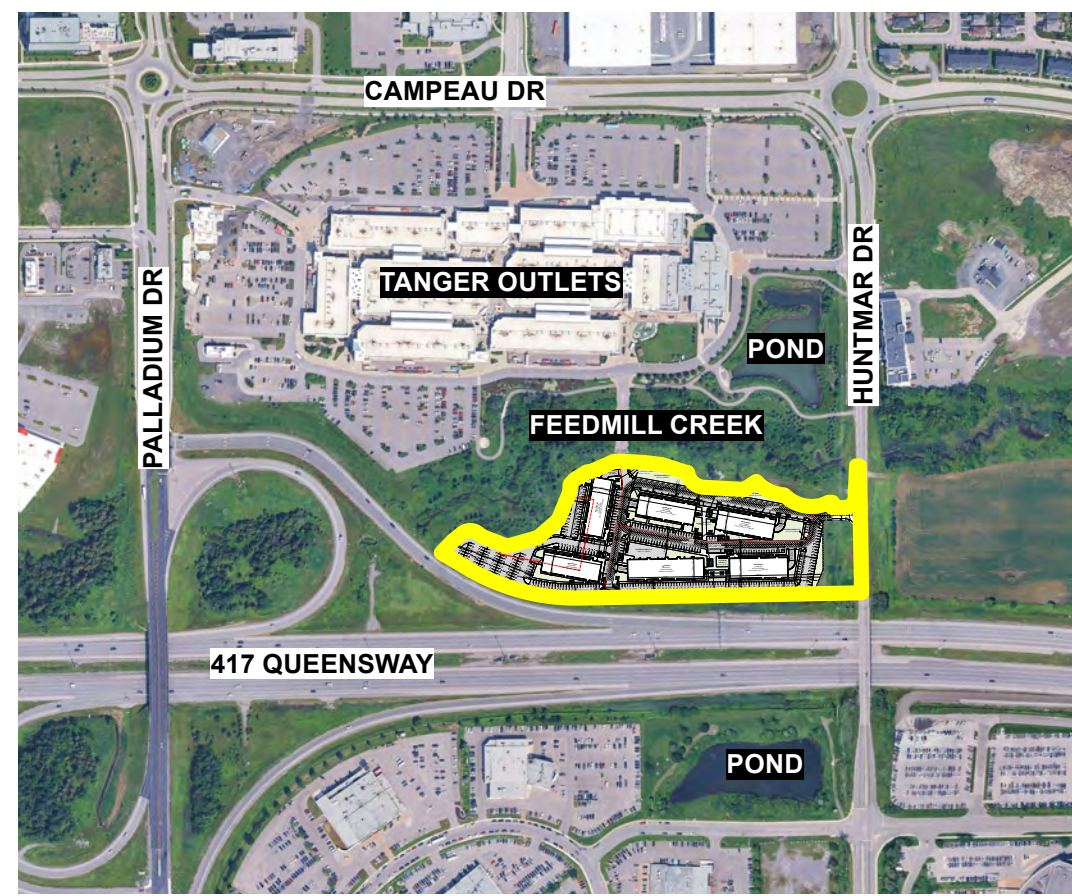 CAMPEAU DR
PALLADIUM DR
TANGER OUTLETS
HUNTMAR DR
POND
FEEDMILL CREEK
417 QUEENSWAY
POND